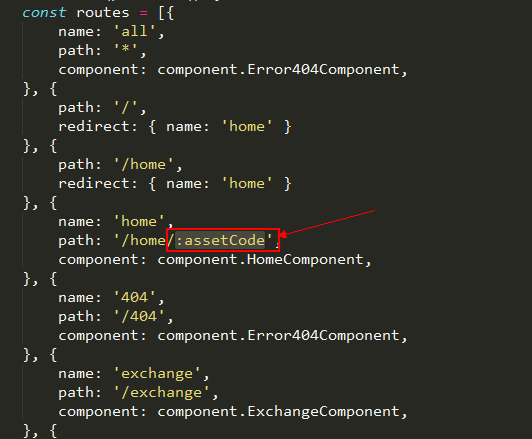 const routes = [{
name: 'all',
path: '*',
component: component.Error404Component,
}, {
path: '/',
redirect: { name: 'home' }
}, {
path: '/home',
redirect: { name: 'home' }
}, {
name: 'home',
path: '/home/:assetCode',
component: component.HomeComponent,
}, {
name: '404',
path: '/404',
component: component.Error404Component,
}, {
name: 'exchange',
path: '/exchange',
component: component.ExchangeComponent,
}, {